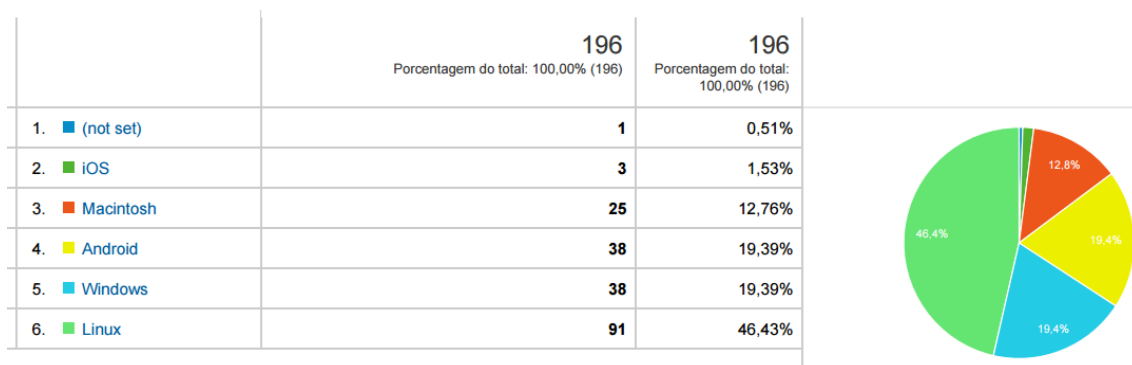 196 196
Porcentagem do total: 100,00% (196) Porcentagem do total:
100,00% (196)
1. (not set) 1 0,51%
2. iOS 3 1,53%
3. Macintosh 25 12,76%
4. Android 38 19,39%
5. Windows 38 19,39%
6. Linux 91 46,43%
12,8%
46,4% 19,4%
19,4%